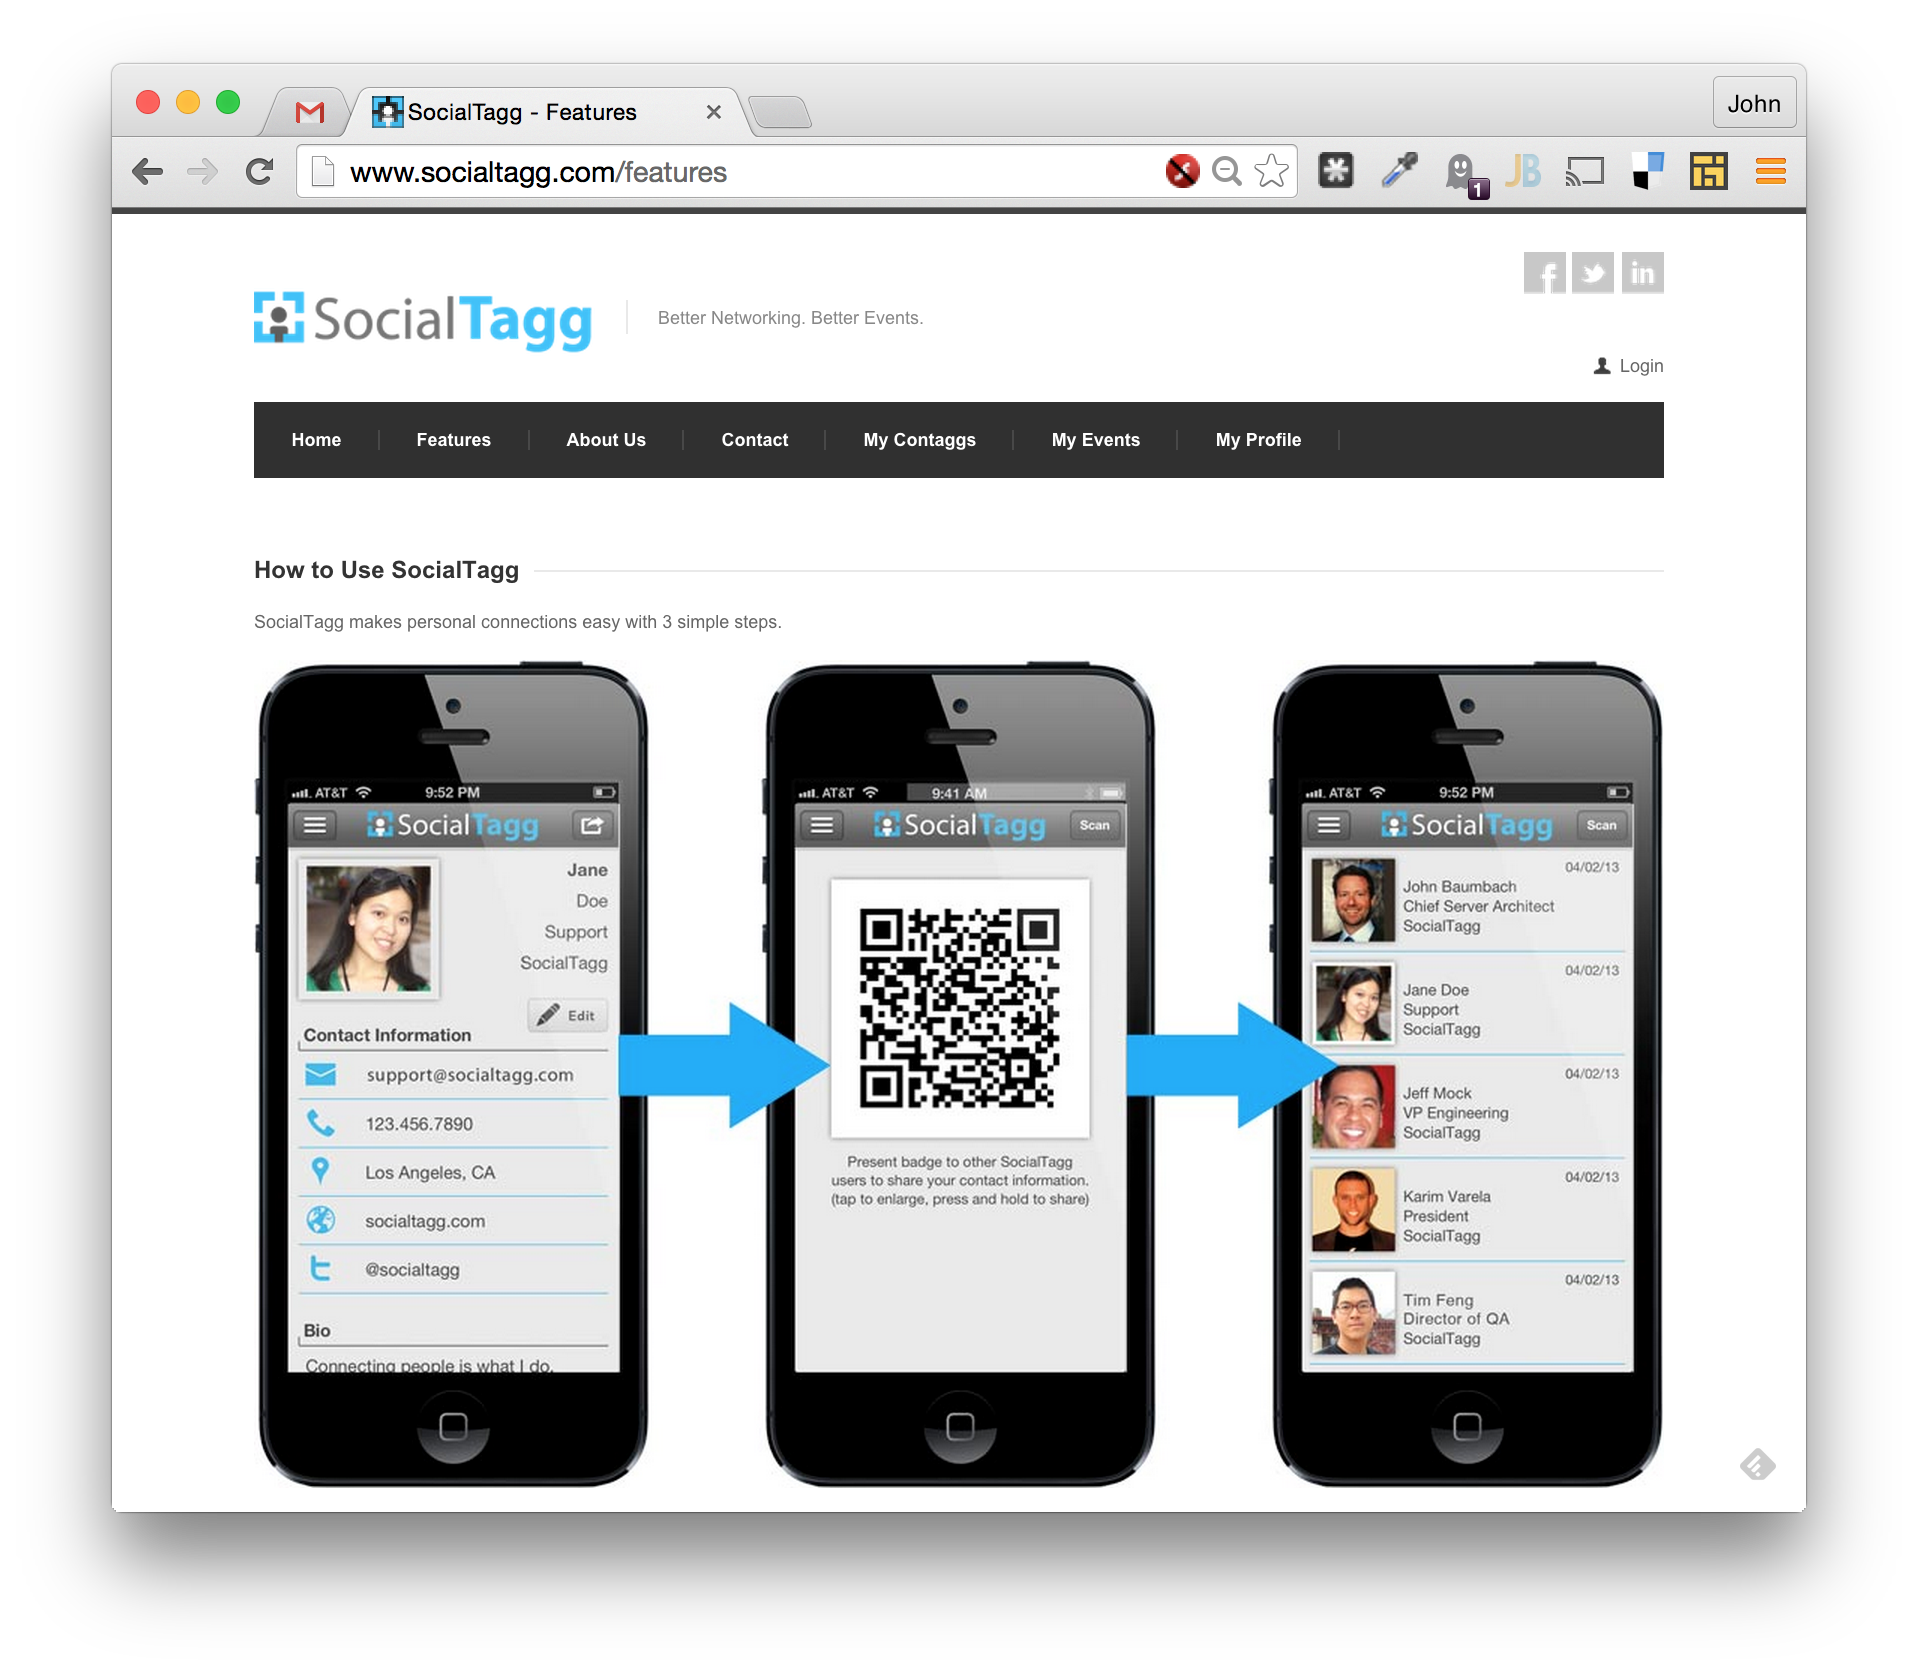 SocialTagg - Features
John
www.socialtagg.com/features
1
JB
SocialTagg
Better Networking. Better Events.
Login
Home
Features
About Us
Contact
My Contaggs
My Events
My Profile
How to Use SocialTagg
SocialTagg makes personal connections easy with 3 simple steps.
AT&T 9:52 PM
SocialTagg
Jane
Doe
Support
SocialTagg
Edit
Contact Information
support@socialtagg.com
123.456.7890
Los Angeles, CA
socialtagg.com
@socialtagg
Bio
Connecting people is what I do.
AT&T 9:41 AM
SocialTagg
Scan
Present badge to other SocialTagg
users to share your contact information.
(tap to enlarge, press and hold to share)
AT&T 9:52 PM
SocialTagg
Scan
04/02/13
John Baumbach
Chief Server Architect
SocialTagg
04/02/13
Jane Doe
Support
SocialTagg
04/02/13
Jeff Mock
VP Engineering
SocialTagg
04/02/13
Karim Varela
President
SocialTagg
04/02/13
Tim Feng
Director of QA
SocialTagg